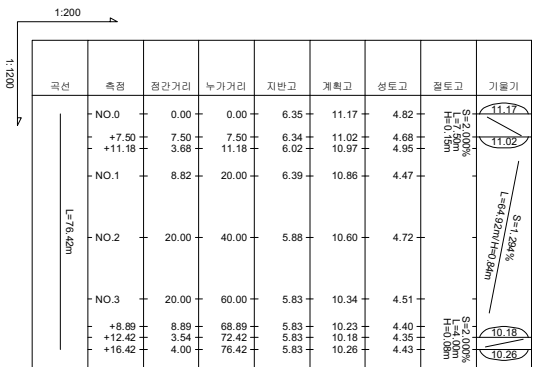 1:200
1:1200
곡선 측점 점간거리 누가거리 지반고 계획고 성토고 절토고 기울기
NO.0 0.00 0.00 6.35 11.17 4.82
+7.50 7.50 7.50 6.34 11.02 4.68
+11.18 3.68 11.18 6.02 10.97 4.95
NO.1 8.82 20.00 6.39 10.86 4.47
NO.2 20.00 40.00 5.88 10.60 4.72
NO.3 20.00 60.00 5.83 10.34 4.51
+8.89 8.89 68.89 5.83 10.23 4.40
+12.42 3.54 72.42 5.83 10.18 4.35
+16.42 4.00 76.42 5.83 10.26 4.43
L=76.42m
S=2.000%
L=7.50m
H=0.15m
11.17
11.02
S=1.294%
L=64.92m/H=0.84m
S=2.000%
L=4.00m
H=0.08m
10.18
10.26